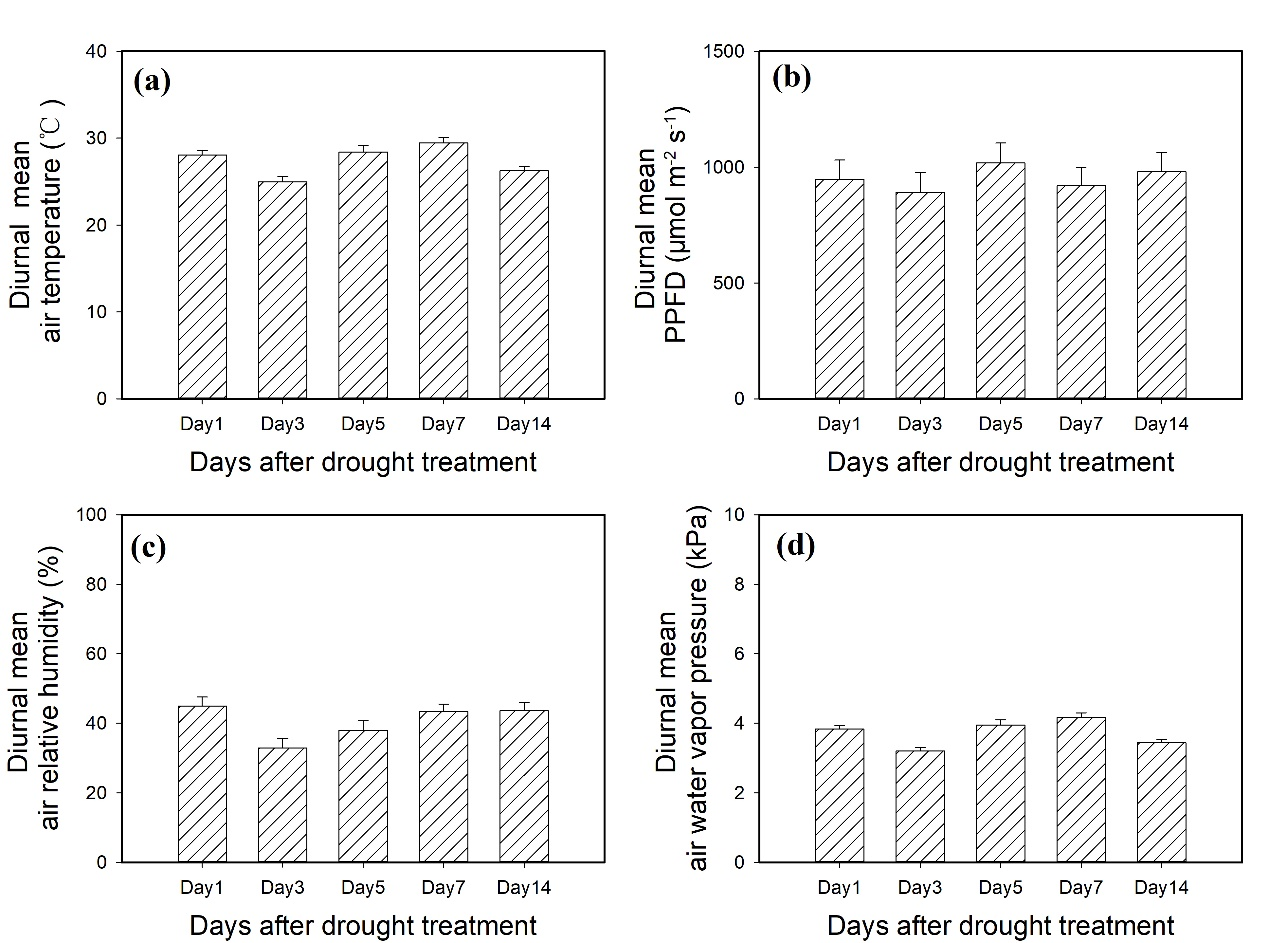 (a)
Diurnal mean
air temperature (℃)
40
30
20
10
0
Day1 Day3 Day5 Day7 Day14
Days after drought treatment
(b)
Diurnal mean
PPFD (μmol m⁻² s⁻¹)
1500
1000
500
0
Day1 Day3 Day5 Day7 Day14
Days after drought treatment
(c)
Diurnal mean
air relative humidity (%)
100
80
60
40
20
0
Day1 Day3 Day5 Day7 Day14
Days after drought treatment
(d)
Diurnal mean
air water vapor pressure (kPa)
10
8
6
4
2
0
Day1 Day3 Day5 Day7 Day14
Days after drought treatment